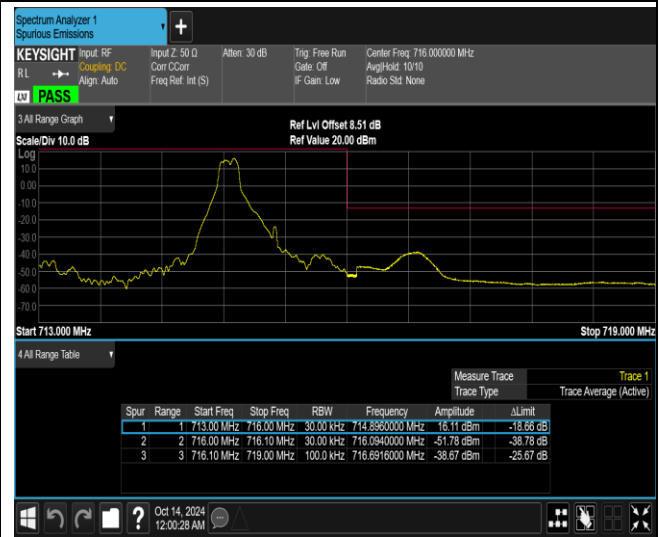 Spectrum Analyzer 1
Spurious Emissions
+
KEYSIGHT Input: RF Input Z: 50 Ω Atten: 30 dB Trig: Free Run Center Freq: 716.000000 MHz
R L Coupling: DC Corr CCorr Gate: Off Avg|Hold: 10/10
Align: Auto Freq Ref: Int (S) IF Gain: Low Radio Std: None
LXI PASS
3 All Range Graph
Ref Lvl Offset 8.51 dB
Scale/Div 10.0 dB Ref Value 20.00 dBm
Log
10.0
0.00
-10.0
-20.0
-30.0
-40.0
-50.0
-60.0
-70.0
Start 713.000 MHz Stop 719.000 MHz
4 All Range Table
Measure Trace Trace 1
Trace Type Trace Average (Active)
Spur Range Start Freq Stop Freq RBW Frequency Amplitude ΔLimit
1 1 713.00 MHz 716.00 MHz 30.00 kHz 714.8960000 MHz 16.11 dBm -18.66 dB
2 2 716.00 MHz 716.10 MHz 30.00 kHz 716.0940000 MHz -51.78 dBm -38.78 dB
3 3 716.10 MHz 719.00 MHz 100.0 kHz 716.6916000 MHz -38.67 dBm -25.67 dB
? Oct 14, 2024
12:00:28 AM